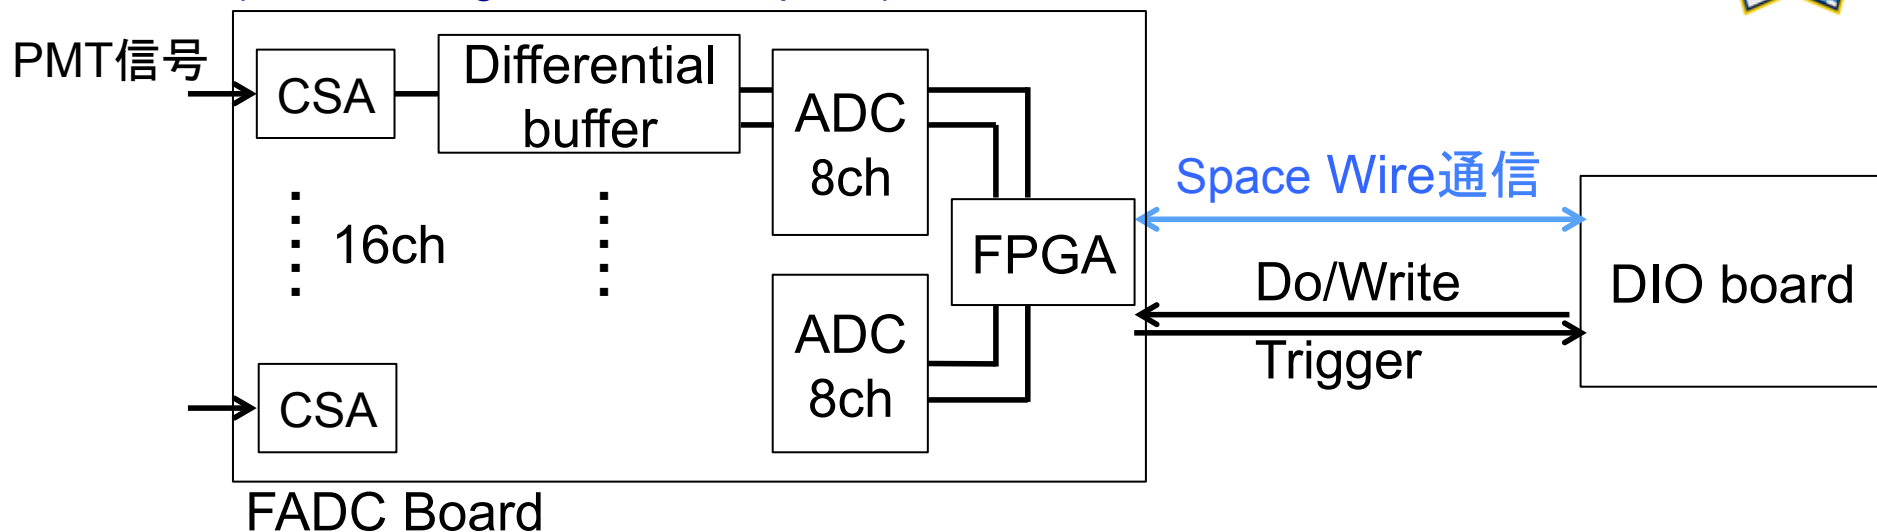 PMT信号
CSA
Differential
buffer
ADC
8ch
16ch
FPGA
Space Wire通信
Do/Write
Trigger
DIO board
ADC
8ch
CSA
FADC Board